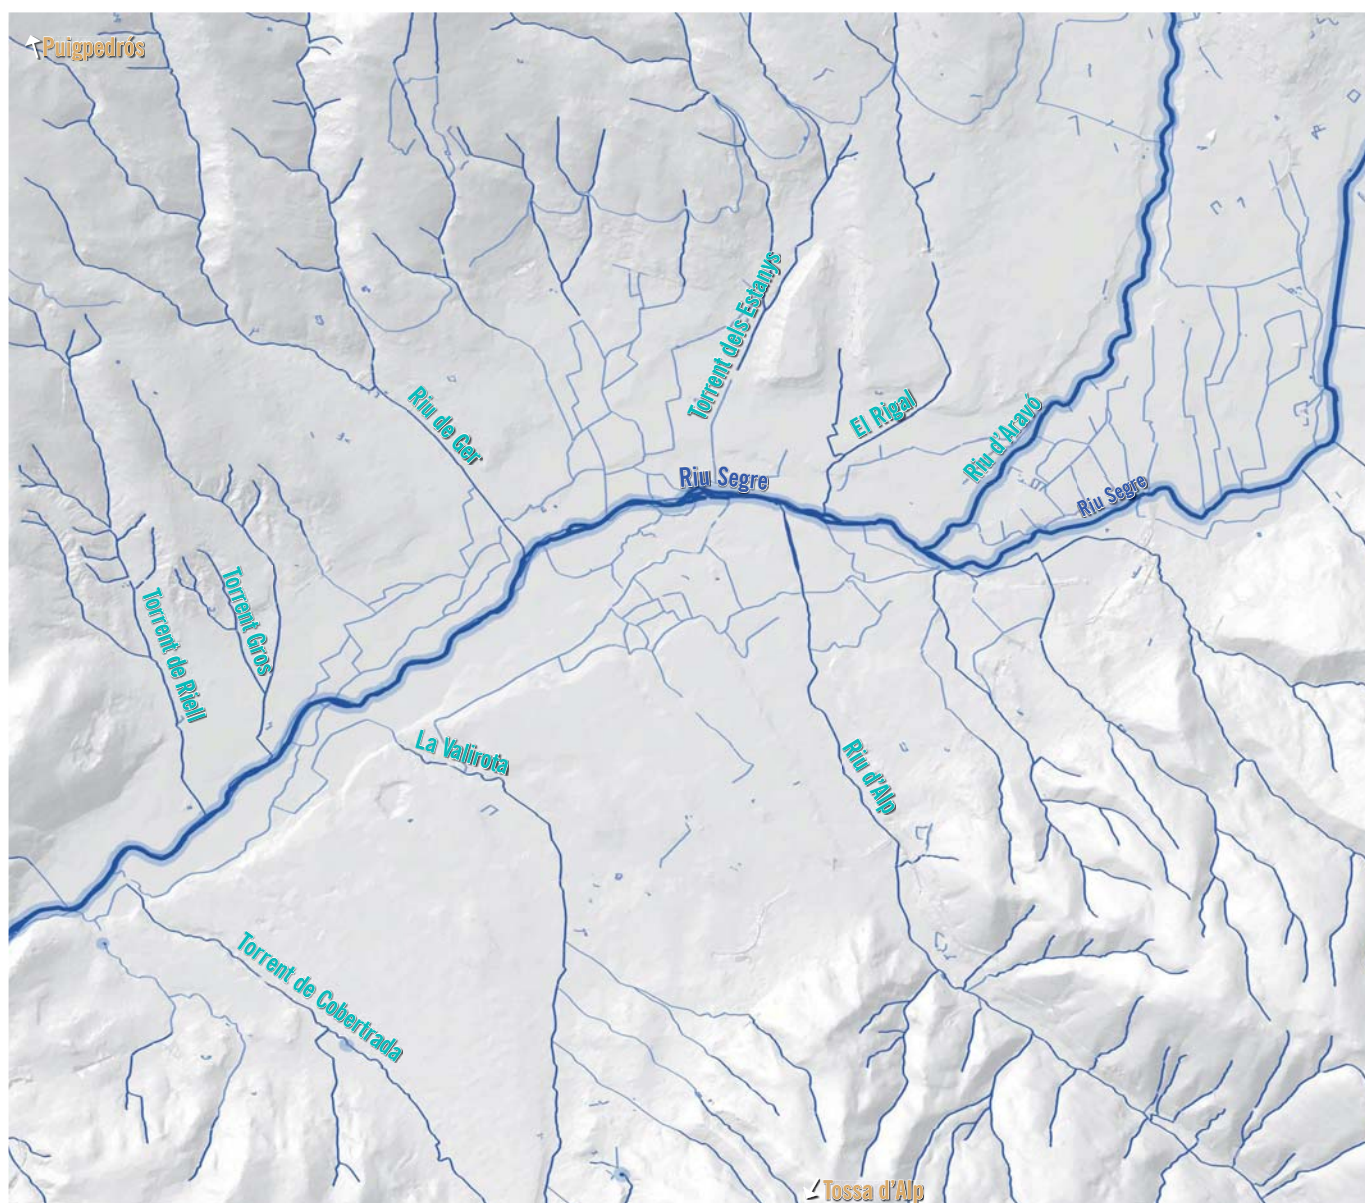 Puigpedrós
Torrent dels Estanys
Riu de Ger
El Rigal
Riu d'Aravó
Riu Segre
Riu Segre
Torrent Gros
Torrent de Riell
La Valirota
Riu d'Alp
Torrent de Cobertrada
Tossa d'Alp